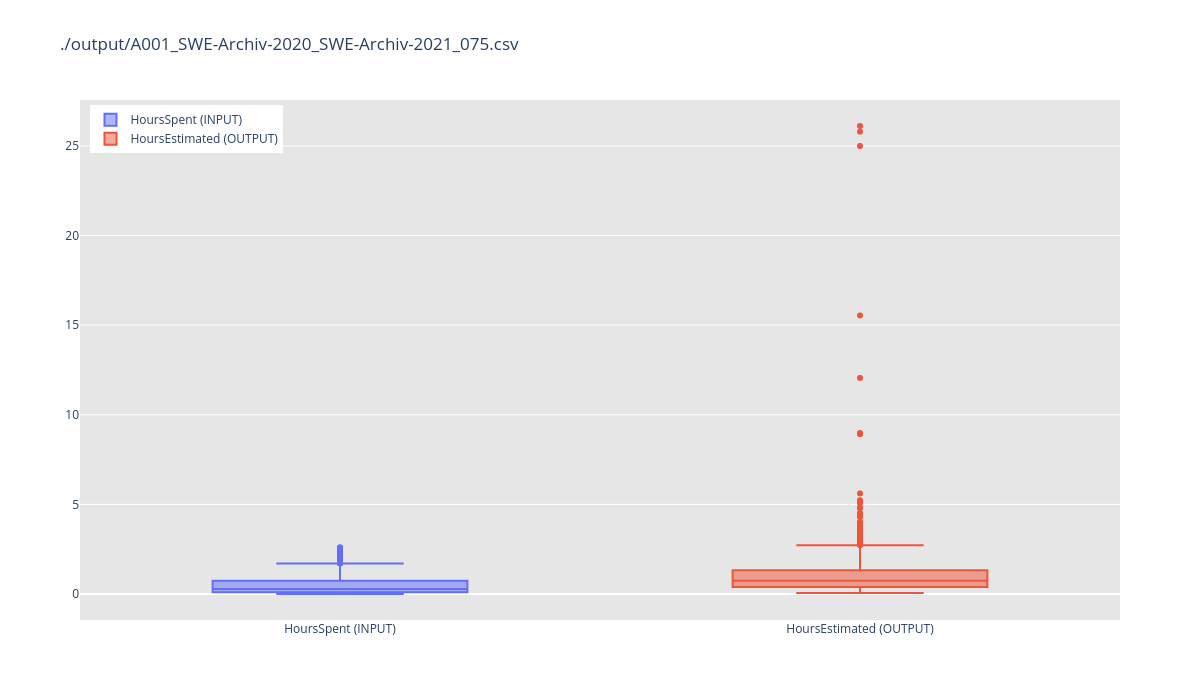 ./output/A001_SWE-Archiv-2020_SWE-Archiv-2021_075.csv
HoursSpent (INPUT)
HoursEstimated (OUTPUT)
25
20
15
10
5
0
HoursSpent (INPUT)
HoursEstimated (OUTPUT)